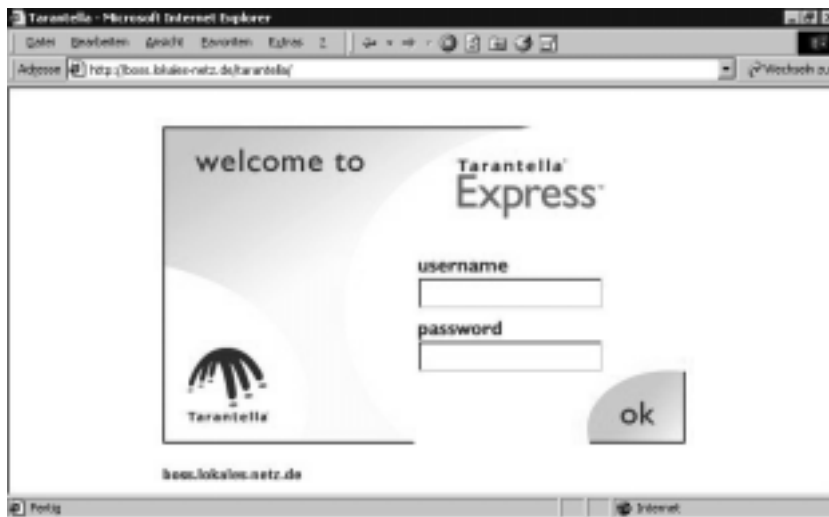 Tarantella - Microsoft Internet Explorer
Datei Bearbeiten Ansicht Favoriten Extras ?
Adresse http://boss.lokales-netz.de/tarantella/ Wechseln zu
welcome to
Tarantella
Express™
username
password
Tarantella
ok
boss.lokales-netz.de
Fertig Internet